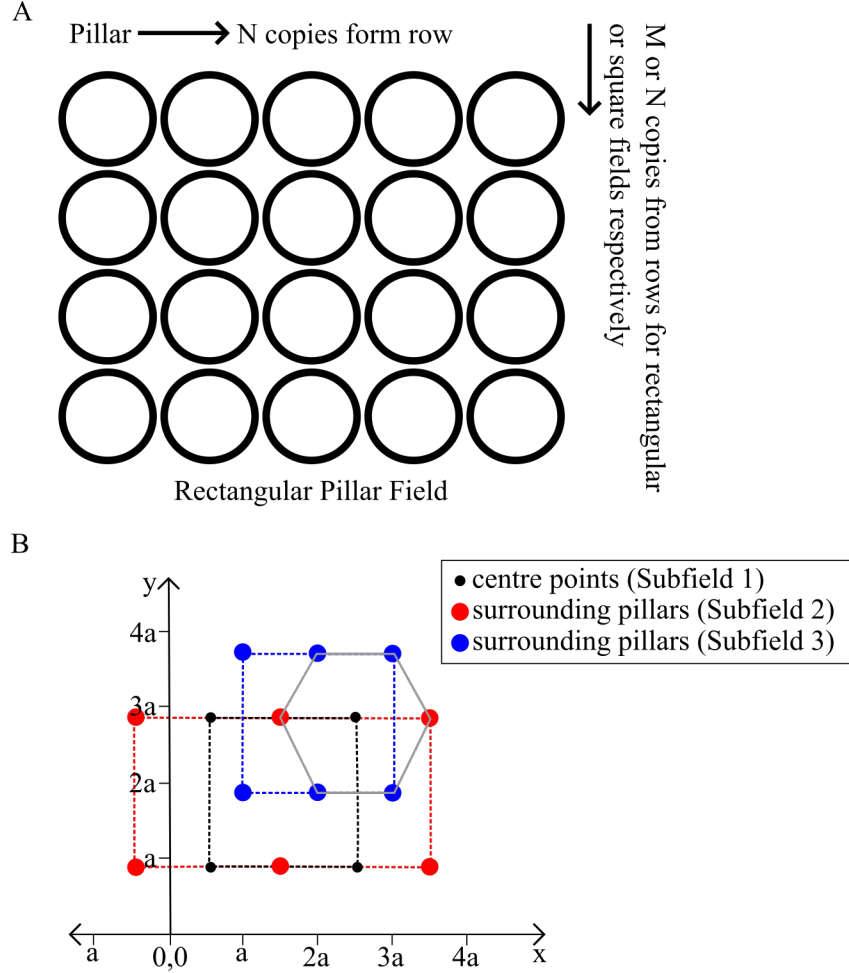 A
Pillar N copies form row
M or N copies from rows for rectangular
or square fields respectively
Rectangular Pillar Field
B
centre points (Subfield 1)
surrounding pillars (Subfield 2)
surrounding pillars (Subfield 3)
y
4a
3a
2a
a
a 0,0 a 2a 3a 4a x